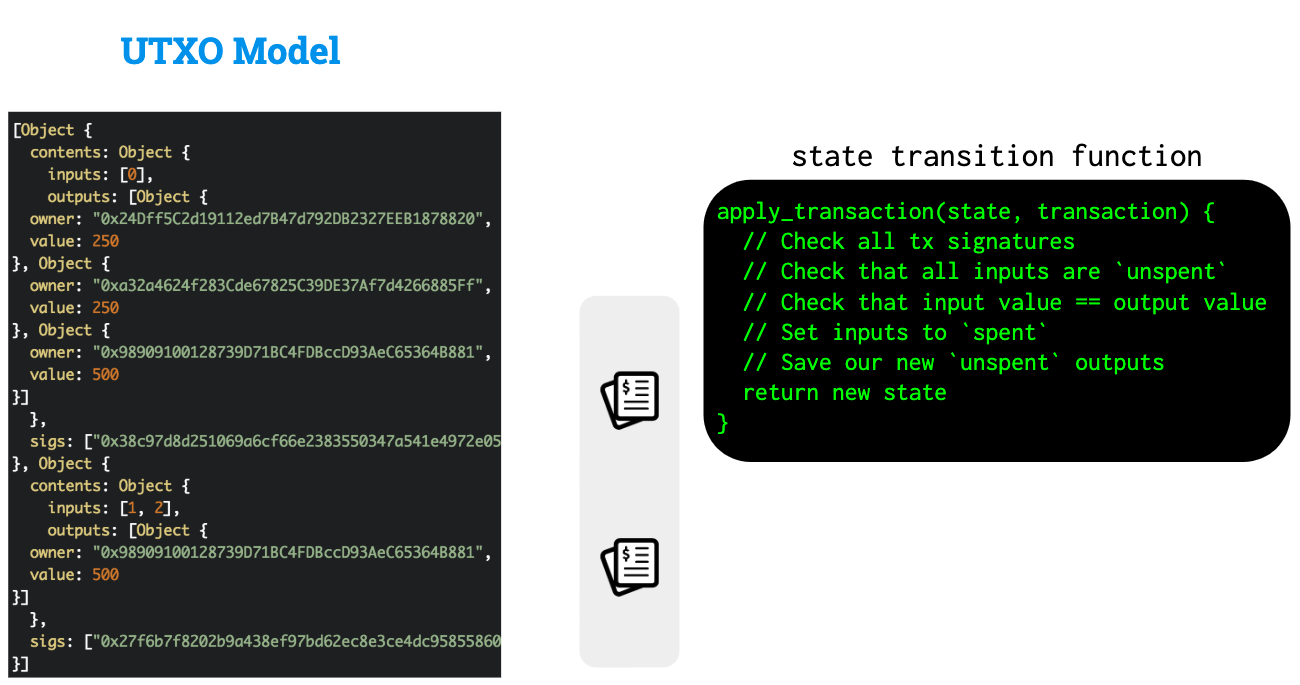 UTXO Model
[Object {
contents: Object {
inputs: [0],
outputs: [Object {
owner: "0x24Dff5C2d19112ed7B47d792DB2327EEB1878820",
value: 250
}, Object {
owner: "0xa32a4624f283Cde67825C39DE37Af7d4266885Ff",
value: 250
}, Object {
owner: "0x98909100128739D71BC4FDBccD93AeC65364B881",
value: 500
}]
},
sigs: ["0x38c97d8d251069a6cf66e2383550347a541e4972e05
}, Object {
contents: Object {
inputs: [1, 2],
outputs: [Object {
owner: "0x98909100128739D71BC4FDBccD93AeC65364B881",
value: 500
}]
},
sigs: ["0x27f6b7f8202b9a438ef97bd62ec8e3ce4dc95855860
}]
$
$
state transition function
apply_transaction(state, transaction) {
// Check all tx signatures
// Check that all inputs are `unspent`
// Check that input value == output value
// Set inputs to `spent`
// Save our new `unspent` outputs
return new state
}